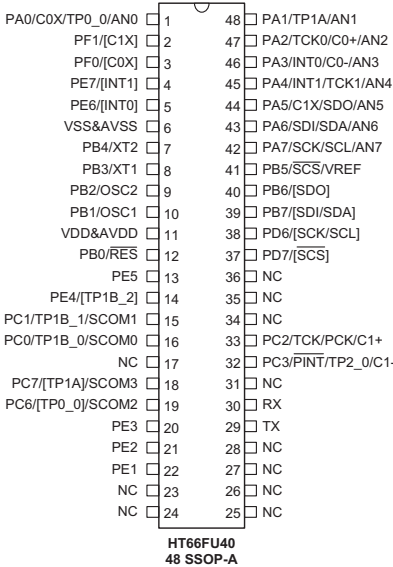 PA0/C0X/TP0_0/AN0 1 48 PA1/TP1A/AN1
PF1/[C1X] 2 47 PA2/TCK0/C0+/AN2
PF0/[C0X] 3 46 PA3/INT0/C0-/AN3
PE7/[INT1] 4 45 PA4/INT1/TCK1/AN4
PE6/[INT0] 5 44 PA5/C1X/SDO/AN5
VSS&AVSS 6 43 PA6/SDI/SDA/AN6
PB4/XT2 7 42 PA7/SCK/SCL/AN7
PB3/XT1 8 41 PB5/SCS/VREF
PB2/OSC2 9 40 PB6/[SDO]
PB1/OSC1 10 39 PB7/[SDI/SDA]
VDD&AVDD 11 38 PD6/[SCK/SCL]
PB0/RES 12 37 PD7/[SCS]
PE5 13 36 NC
PE4/[TP1B_2] 14 35 NC
PC1/TP1B_1/SCOM1 15 34 NC
PC0/TP1B_0/SCOM0 16 33 PC2/TCK/PCK/C1+
NC 17 32 PC3/PINT/TP2_0/C1-
PC7/[TP1A]/SCOM3 18 31 NC
PC6/[TP0_0]/SCOM2 19 30 RX
PE3 20 29 TX
PE2 21 28 NC
PE1 22 27 NC
NC 23 26 NC
NC 24 25 NC
HT66FU40
48 SSOP-A